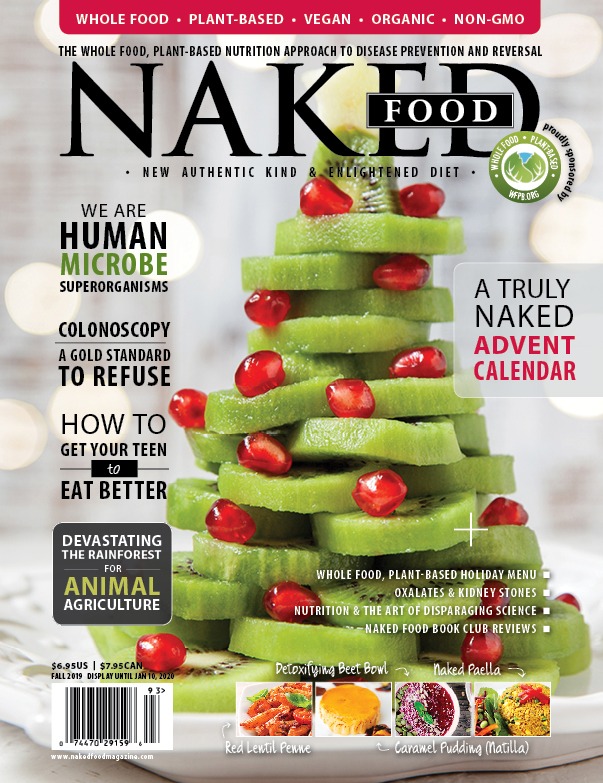 WHOLE FOOD • PLANT-BASED • VEGAN • ORGANIC • NON-GMO
THE WHOLE FOOD, PLANT-BASED NUTRITION APPROACH TO DISEASE PREVENTION AND REVERSAL
NAKED
FOOD
• NEW AUTHENTIC KIND & ENLIGHTENED DIET •
proudly sponsored by
WHOLE FOOD • PLANT-BASED
WFPB.ORG
WE ARE
HUMAN
MICROBE
SUPERORGANISMS
COLONOSCOPY
A GOLD STANDARD
TO REFUSE
HOW TO
GET YOUR TEEN
to
EAT BETTER
DEVASTATING
THE RAINFOREST
FOR
ANIMAL
AGRICULTURE
A TRULY
NAKED
ADVENT
CALENDAR
+
WHOLE FOOD, PLANT-BASED HOLIDAY MENU
OXALATES & KIDNEY STONES
NUTRITION & THE ART OF DISPARAGING SCIENCE
NAKED FOOD BOOK CLUB REVIEWS
$6.95US | $7.95CAN
FALL 2019 DISPLAY UNTIL JAN 10, 2020
93>
0 74470 29159 6
www.nakedfoodmagazine.com
Detoxifying Beet Bowl
Naked Paella
Red Lentil Penne
Caramel Pudding (Natilla)